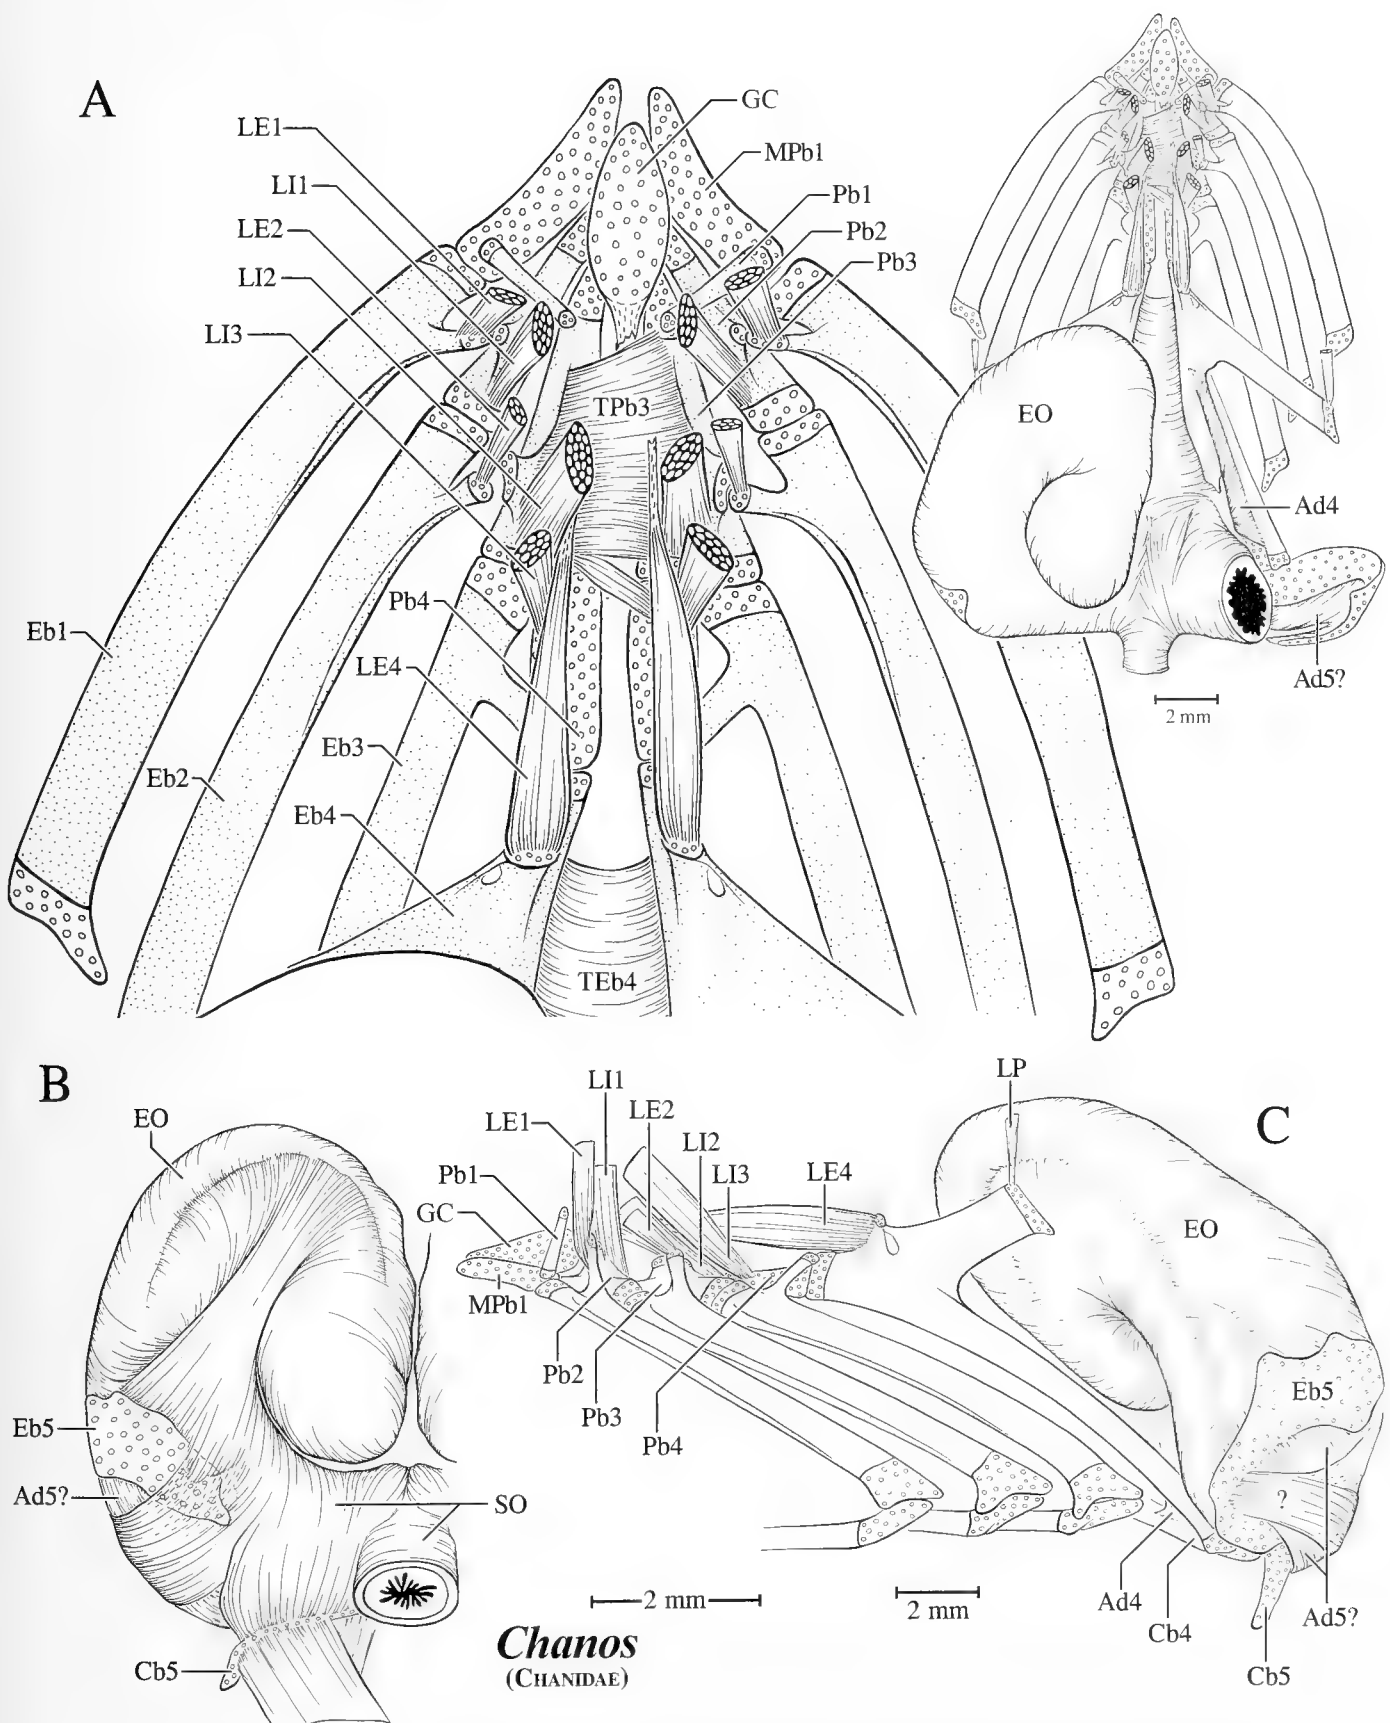 A
LE1
LI1
LE2
LI2
LI3
GC
MPb1
Pb1
Pb2
Pb3
TPb3
Pb4
Eb1
LE4
Eb3
Eb2
Eb4
TEb4
EO
Ad4
Ad5?
2 mm
B
EO
Eb5
Ad5?
SO
Cb5
C
LP
LI1
LE1
LE2
LI2
LI3
LE4
Pb1
GC
MPb1
EO
Pb2
Pb3
Pb4
Eb5
?
Ad4
Cb4
Ad5?
Cb5
2 mm
2 mm
Chanos
(CHANIDAE)